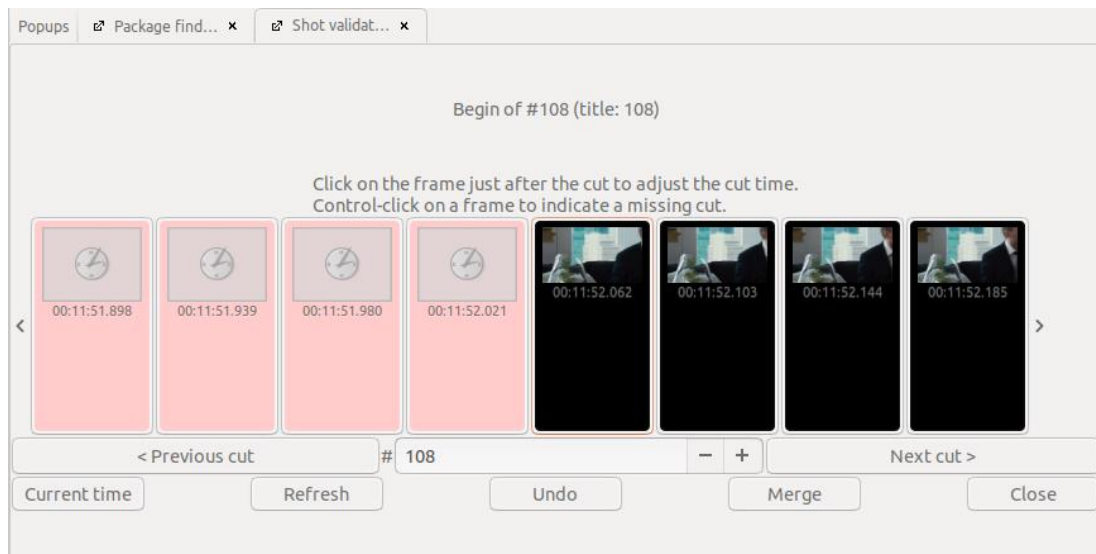 Popups Package find... × Shot validat... ×
Begin of #108 (title: 108)
Click on the frame just after the cut to adjust the cut time.
Control-click on a frame to indicate a missing cut.
00:11:51.898 00:11:51.939 00:11:51.980 00:11:52.021 00:11:52.062 00:11:52.103 00:11:52.144 00:11:52.185
< >
< Previous cut # 108 − + Next cut >
Current time Refresh Undo Merge Close